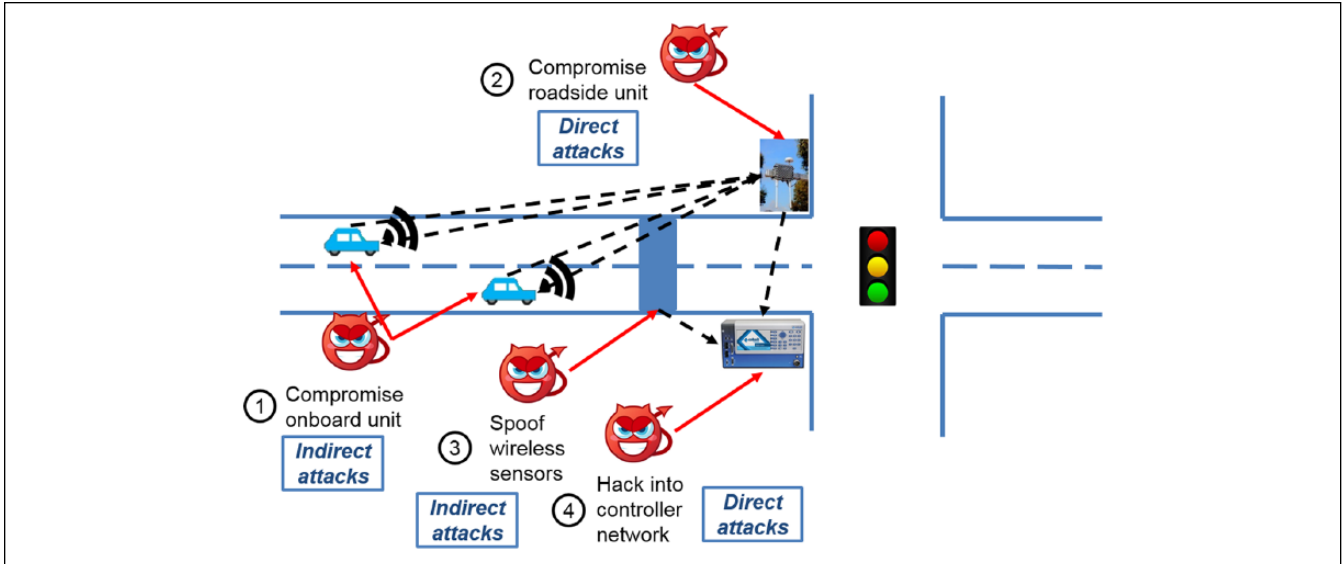 2
Compromise
roadside unit
Direct
attacks
1
Compromise
onboard unit
Indirect
attacks
3
Spoof
wireless
sensors
Indirect
attacks
4
Hack into
controller
network
Direct
attacks